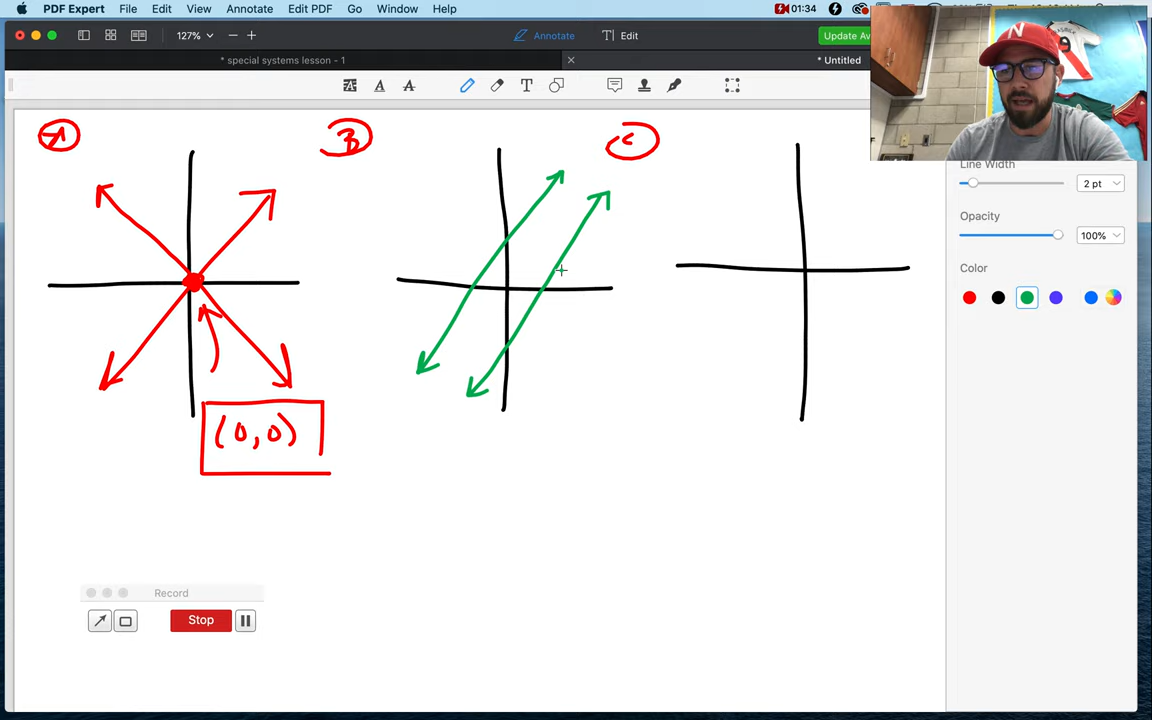 PDF Expert File Edit View Annotate Edit PDF Go Window Help 01:34
127% Annotate Edit Update Av
* special systems lesson - 1 * Untitled
A B C
N
9
Line Width
2 pt
Opacity
100%
Color
(0,0)
Record
Stop